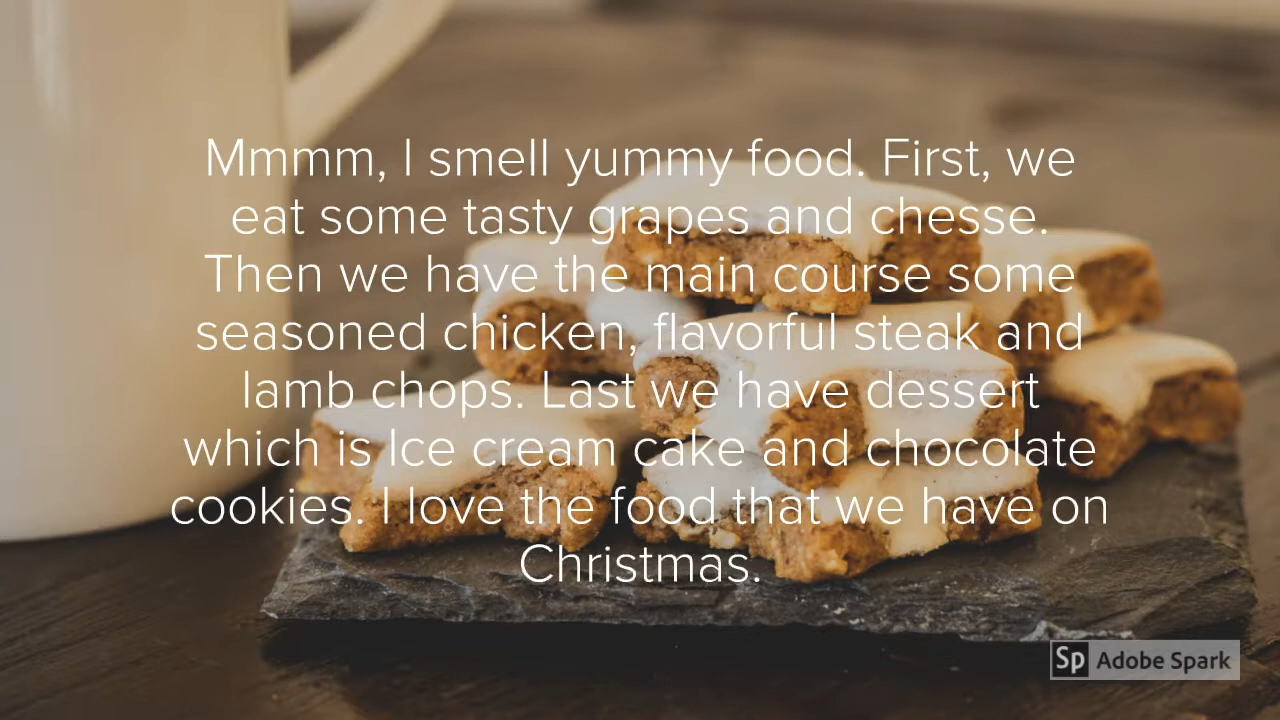 Mmmm, I smell yummy food. First, we
eat some tasty grapes and chesse.
Then we have the main course some
seasoned chicken, flavorful steak and
lamb chops. Last we have dessert
which is Ice cream cake and chocolate
cookies. I love the food that we have on
Christmas.
Sp Adobe Spark